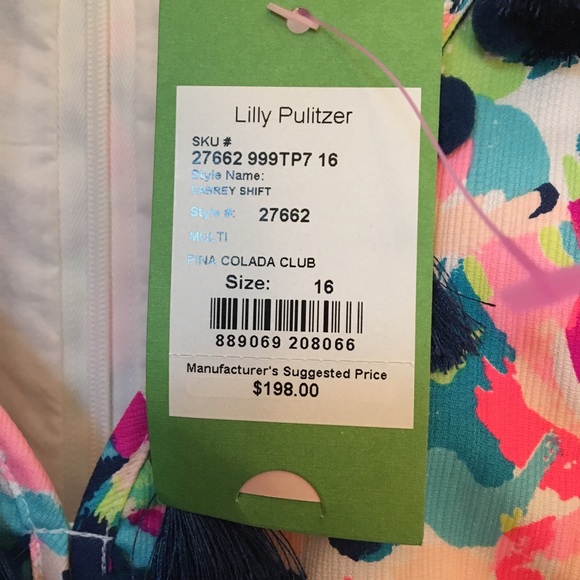 Lilly Pulitzer
SKU #
27662 999TP7 16
Style Name:
SHIFT
Style #: 27662
MULTI
PINA COLADA CLUB
Size: 16
889069 208066
Manufacturer's Suggested Price
$198.00